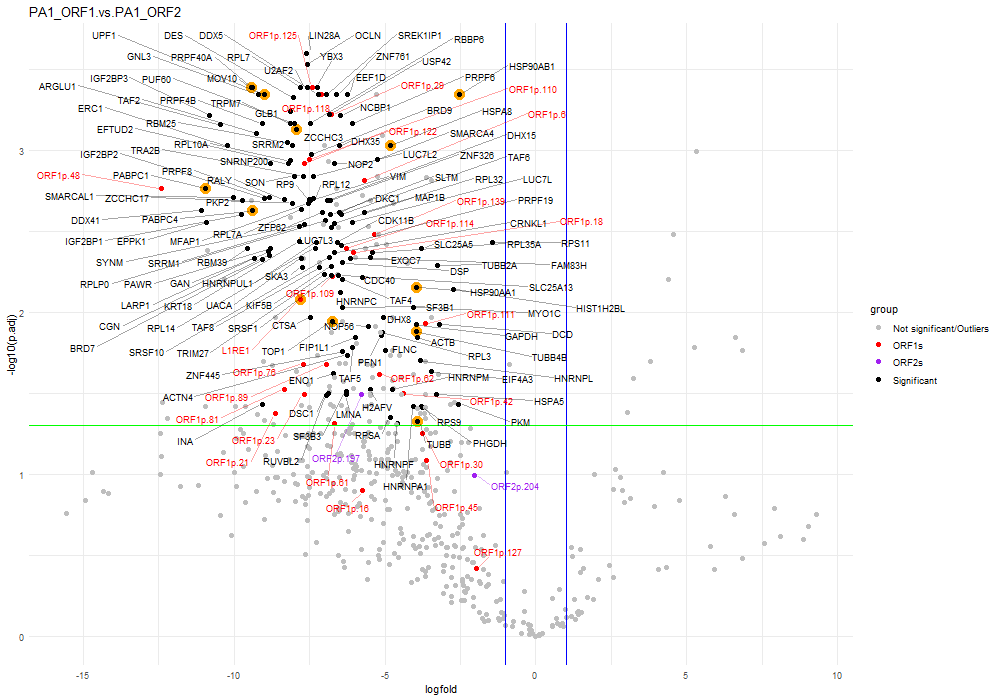 PA1_ORF1.vs.PA1_ORF2
UPF1 DES DDX5 ORF1p.125 LIN28A OCLN SREK1IP1
RBBP6
GNL3 PRPF40A RPL7 YBX3 ZNF761
USP42
HSP90AB1
IGF2BP3 PUF60 MOV10 U2AF2 EEF1D PRPF6
ARGLU1 ORF1p.29 ORF1p.110
TAF2 PRPF4B TRPM7 GLB1 ORF1p.118 NCBP1 BRD9 HSPA8 ORF1p.6
ERC1
EFTUD2 RBM25 ZCCHC3 ORF1p.122 SMARCA4 DHX15
TRA2B RPL10A SRRM2 DHX35
IGF2BP2 SNRNP200 NOP2 LUC7L2 ZNF326 TAF6
ORF1p.48 PABPC1 PRPF8 RALY SON RP9 RPL12 VIM SLTM RPL32 LUC7L
SMARCAL1 ZCCHC17 PKP2 DKC1 MAP1B ORF1p.139 PRPF19
DDX41 PABPC4 ZFP62 CDK11B ORF1p.114 CRNKL1 ORF1p.18
IGF2BP1 EPPK1 MFAP1 RPL7A LUC7L3 SLC25A5 RPL35A RPS11
SYNM SRRM1 RBM39 EXOC7 DSP TUBB2A FAM83H
RPLP0 PAWR GAN HNRNPUL1 SKA3 CDC40 HSP90AA1 SLC25A13
LARP1 KRT18 UACA KIF5B ORF1p.109 HNRNPC TAF4 SF3B1 HIST1H2BL
ORF1p.111 MYO1C
CGN RPL14 TAF8 SRSF1 CTSA NOP56 DHX8
GAPDH DCD
BRD7 SRSF10 TRIM27 L1RE1 TOP1 FIP1L1 FLNC ACTB
RPL3 TUBB4B
PFN1
ZNF445 ORF1p.76 ENO1 TAF5 ORF1p.62 HNRNPM EIF4A3 HNRNPL
ACTN4 ORF1p.89 H2AFV ORF1p.42 HSPA5
ORF1p.81 DSC1 LMNA RPS9 PKM
INA ORF1p.23 SF3B3 RPSA TUBB PHGDH
ORF1p.21 RUVBL2 ORF2p.197 HNRNPF ORF1p.30
ORF1p.61 HNRNPA1 ORF2p.204
ORF1p.16 ORF1p.45
ORF1p.127
group
Not significant/Outliers
ORF1s
ORF2s
Significant
-log10(p.adj)
3
2
1
0
-15 -10 -5 0 5 10
logfold